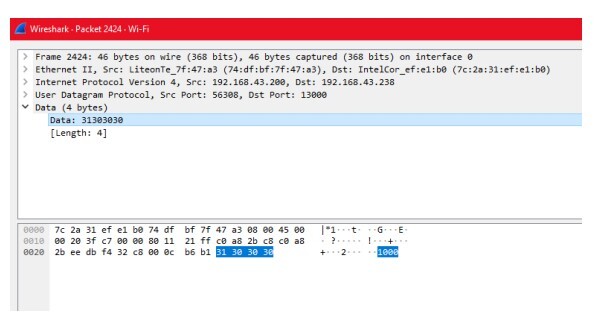 Wireshark · Packet 2424 · Wi-Fi
> Frame 2424: 46 bytes on wire (368 bits), 46 bytes captured (368 bits) on interface 0
> Ethernet II, Src: LiteonTe_7f:47:a3 (74:df:bf:7f:47:a3), Dst: IntelCor_ef:e1:b0 (7c:2a:31:ef:e1:b0)
> Internet Protocol Version 4, Src: 192.168.43.200, Dst: 192.168.43.238
> User Datagram Protocol, Src Port: 56308, Dst Port: 13000
Data (4 bytes)
Data: 31303030
[Length: 4]
0000 7c 2a 31 ef e1 b0 74 df bf 7f 47 a3 08 00 45 00 |*1···t· ··G···E·
0010 00 20 3f c7 00 00 80 11 21 ff c0 a8 2b c8 c0 a8 · ?····· !···+···
0020 2b ee db f4 32 c8 00 0c b6 b1 31 30 30 30 +···2··· ··1000